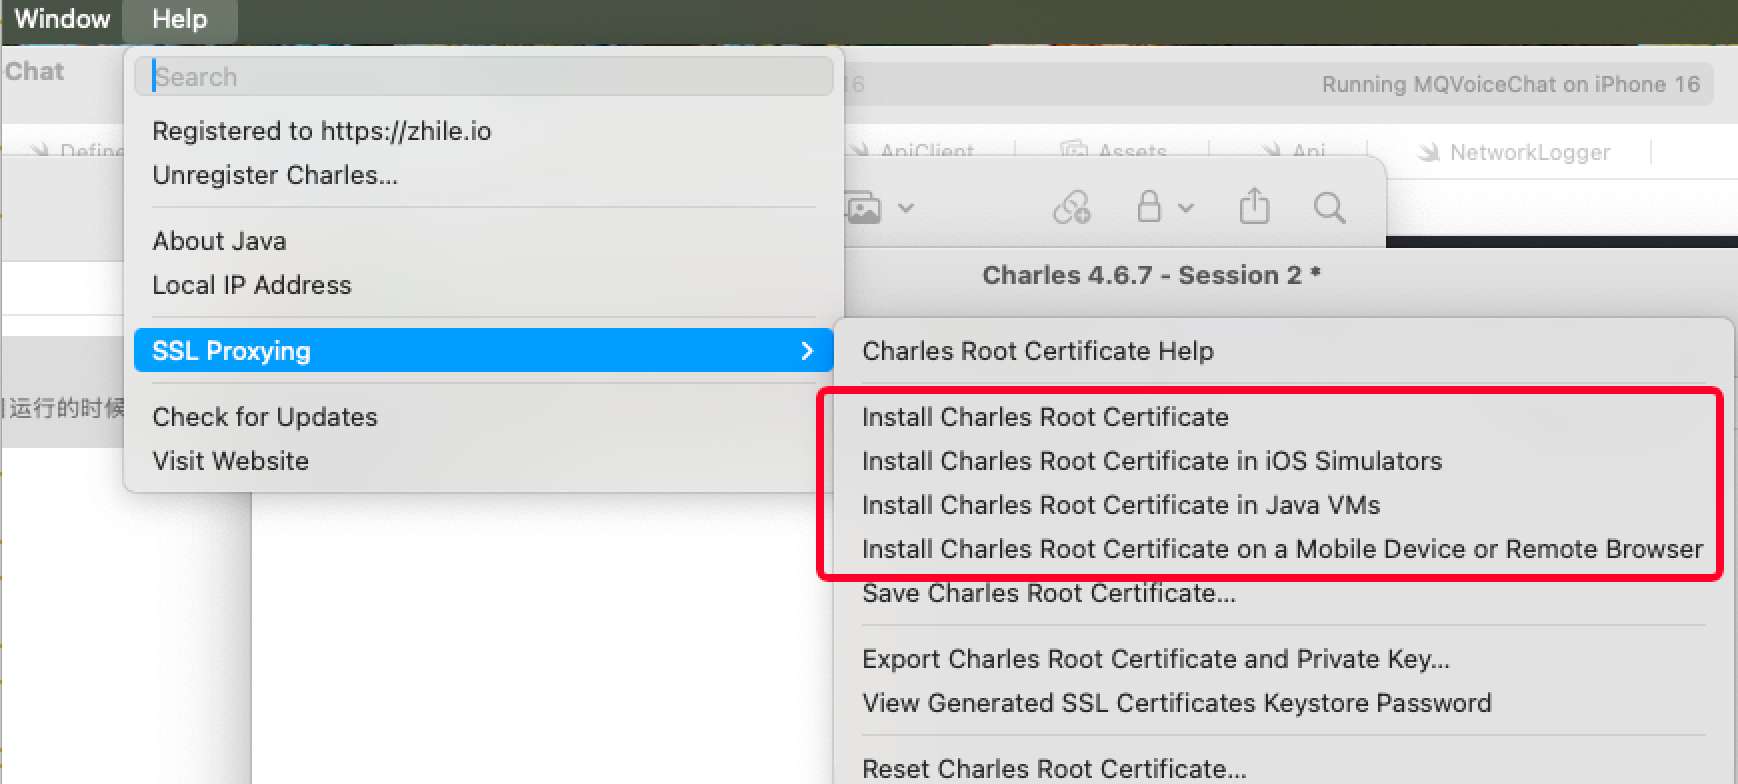 Window Help
Chat
Search
16
Running MQVoiceChat on iPhone 16
Registered to https://zhile.io
Define
ApiClient
Assets
Api
NetworkLogger
Unregister Charles...
About Java
Local IP Address
Charles 4.6.7 - Session 2 *
SSL Proxying
Charles Root Certificate Help
运行的时候
Check for Updates
Visit Website
Install Charles Root Certificate
Install Charles Root Certificate in iOS Simulators
Install Charles Root Certificate in Java VMs
Install Charles Root Certificate on a Mobile Device or Remote Browser
Save Charles Root Certificate...
Export Charles Root Certificate and Private Key...
View Generated SSL Certificates Keystore Password
Reset Charles Root Certificate...